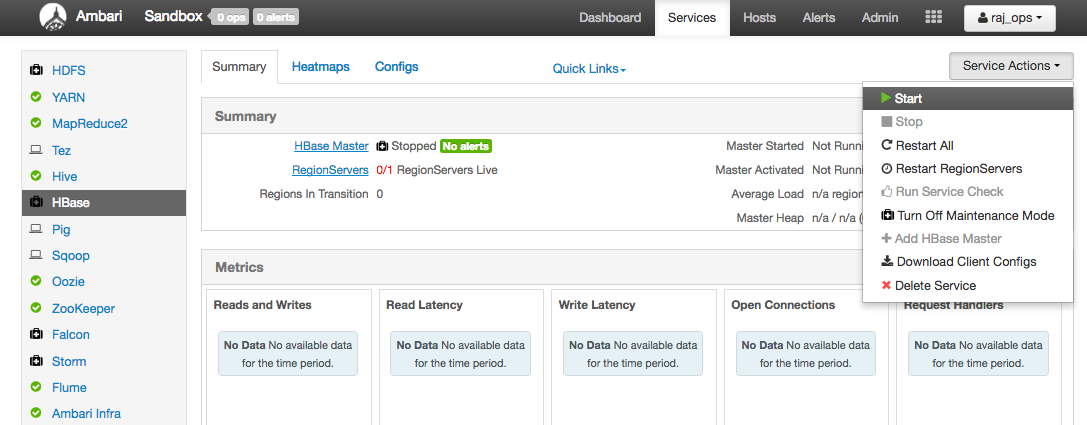 Ambari Sandbox 0 ops 0 alerts Dashboard Services Hosts Alerts Admin raj_ops
HDFS
YARN
MapReduce2
Tez
Hive
HBase
Pig
Sqoop
Oozie
ZooKeeper
Falcon
Storm
Flume
Ambari Infra
Summary Heatmaps Configs Quick Links Service Actions
Start
Stop
Restart All
Restart RegionServers
Run Service Check
Turn Off Maintenance Mode
Add HBase Master
Download Client Configs
Delete Service
Summary
HBase Master Stopped No alerts
RegionServers 0/1 RegionServers Live
Regions In Transition 0
Master Started Not Runni
Master Activated Not Runni
Average Load n/a region
Master Heap n/a / n/a (
Metrics
Reads and Writes
No Data No available data
for the time period.
Read Latency
No Data No available data
for the time period.
Write Latency
No Data No available data
for the time period.
Open Connections
No Data No available data
for the time period.
Request Handlers
No Data No available data
for the time period.